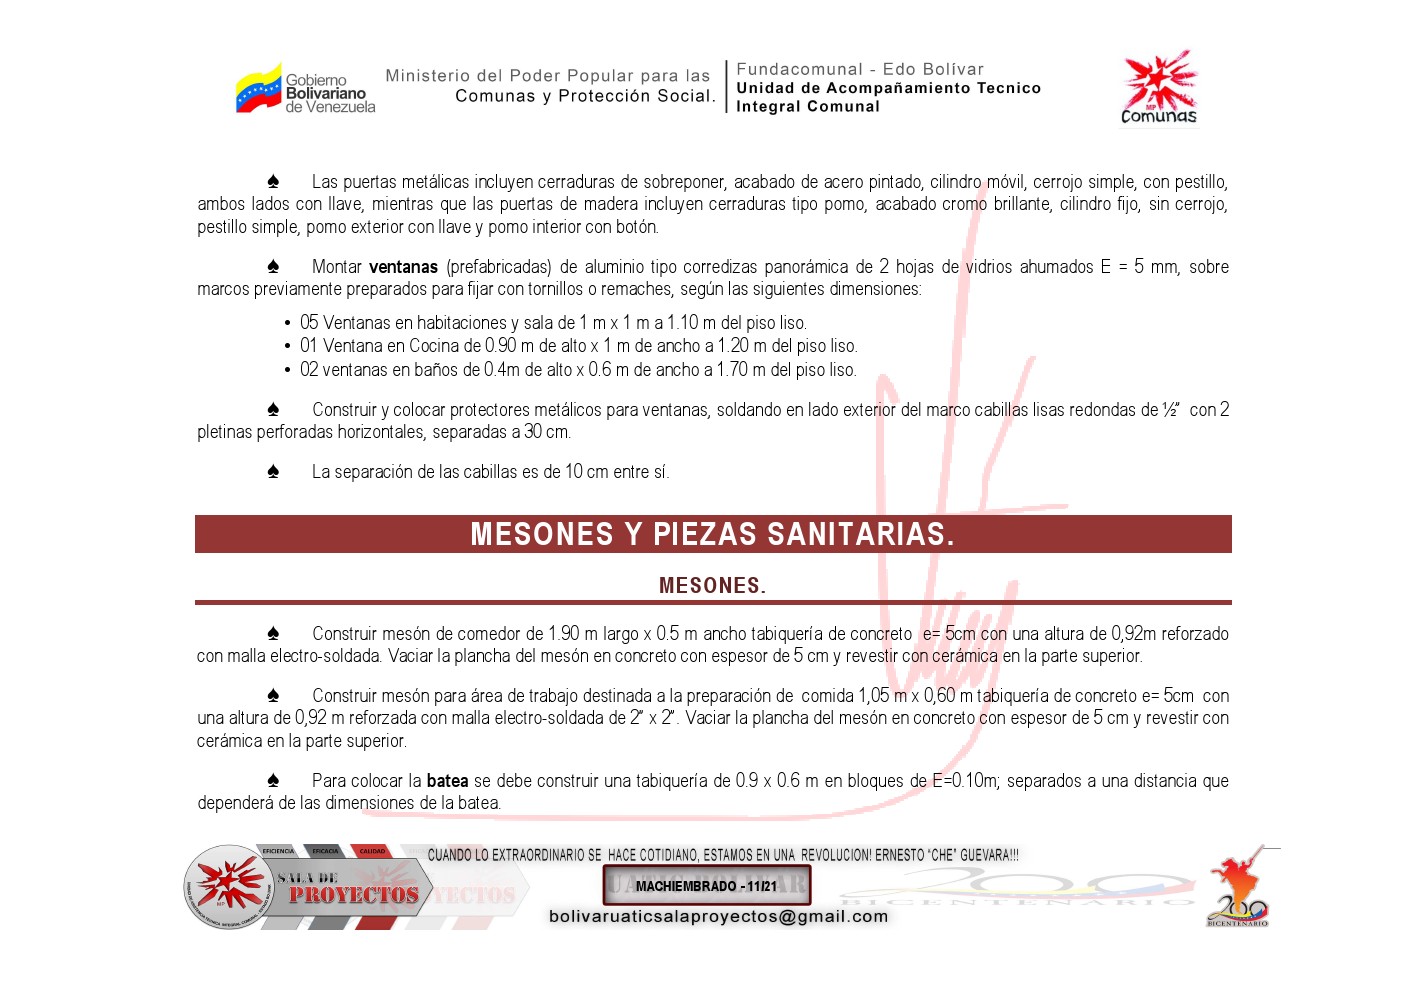 Gobierno
Bolivariano
de Venezuela
Ministerio del Poder Popular para las
Comunas y Protección Social.
Fundacomunal - Edo Bolívar
Unidad de Acompañamiento Tecnico
Integral Comunal
MP
Comunas
♠ Las puertas metálicas incluyen cerraduras de sobreponer, acabado de acero pintado, cilindro móvil, cerrojo simple, con pestillo,
ambos lados con llave, mientras que las puertas de madera incluyen cerraduras tipo pomo, acabado cromo brillante, cilindro fijo, sin cerrojo,
pestillo simple, pomo exterior con llave y pomo interior con botón.
♠ Montar ventanas (prefabricadas) de aluminio tipo corredizas panorámica de 2 hojas de vidrios ahumados E = 5 mm, sobre
marcos previamente preparados para fijar con tornillos o remaches, según las siguientes dimensiones:
• 05 Ventanas en habitaciones y sala de 1 m x 1 m a 1.10 m del piso liso.
• 01 Ventana en Cocina de 0.90 m de alto x 1 m de ancho a 1.20 m del piso liso.
• 02 ventanas en baños de 0.4m de alto x 0.6 m de ancho a 1.70 m del piso liso.
♠ Construir y colocar protectores metálicos para ventanas, soldando en lado exterior del marco cabillas lisas redondas de ½” con 2
pletinas perforadas horizontales, separadas a 30 cm.
♠ La separación de las cabillas es de 10 cm entre sí.
MESONES Y PIEZAS SANITARIAS.
MESONES.
♠ Construir mesón de comedor de 1.90 m largo x 0.5 m ancho tabiquería de concreto e= 5cm con una altura de 0,92m reforzado
con malla electro-soldada. Vaciar la plancha del mesón en concreto con espesor de 5 cm y revestir con cerámica en la parte superior.
♠ Construir mesón para área de trabajo destinada a la preparación de comida 1,05 m x 0,60 m tabiquería de concreto e= 5cm con
una altura de 0,92 m reforzada con malla electro-soldada de 2” x 2”. Vaciar la plancha del mesón en concreto con espesor de 5 cm y revestir con
cerámica en la parte superior.
♠ Para colocar la batea se debe construir una tabiquería de 0.9 x 0.6 m en bloques de E=0.10m; separados a una distancia que
dependerá de las dimensiones de la batea.
EFICIENCIA EFICACIA CALIDAD
CUANDO LO EXTRAORDINARIO SE HACE COTIDIANO, ESTAMOS EN UNA REVOLUCION! ERNESTO “CHE” GUEVARA!!!
SALA DE
PROYECTOS
MACHIEMBRADO - 11/21
bolivaruaticsalaproyectos@gmail.com
200
BICENTENARIO
200
BICENTENARIO